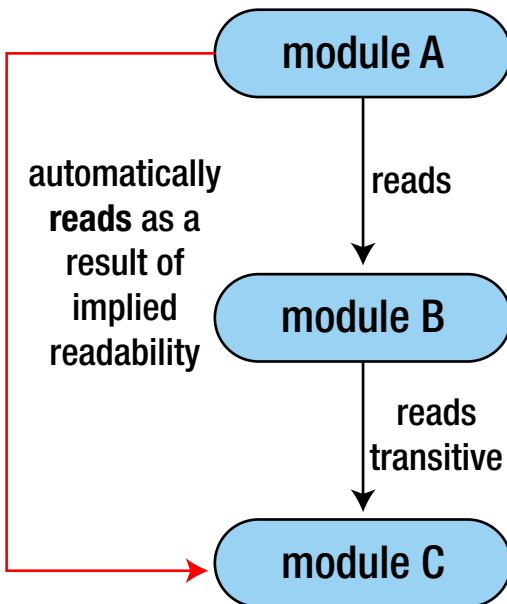 module A
automatically
reads as a
result of
implied
readability
reads
module B
reads
transitive
module C